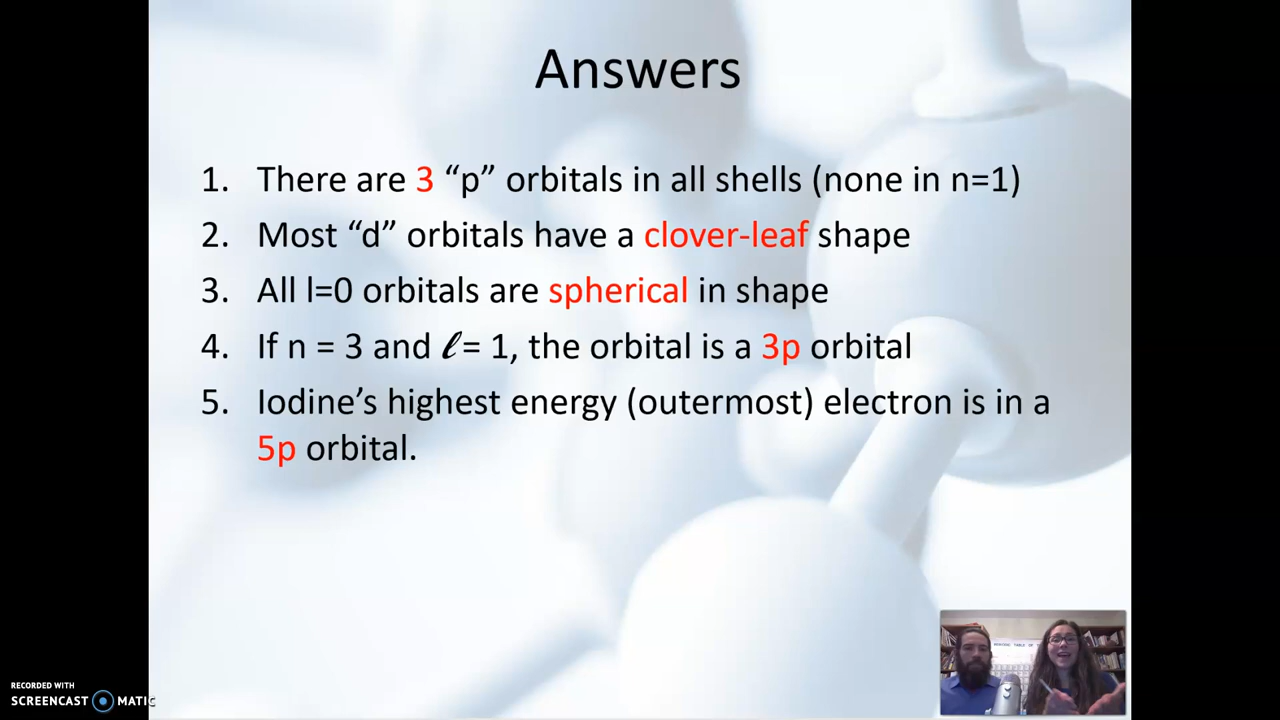 Answers
1. There are 3 “p” orbitals in all shells (none in n=1)
2. Most “d” orbitals have a clover-leaf shape
3. All l=0 orbitals are spherical in shape
4. If n = 3 and ℓ = 1, the orbital is a 3p orbital
5. Iodine’s highest energy (outermost) electron is in a
5p orbital.
RECORDED WITH
SCREENCAST MATIC